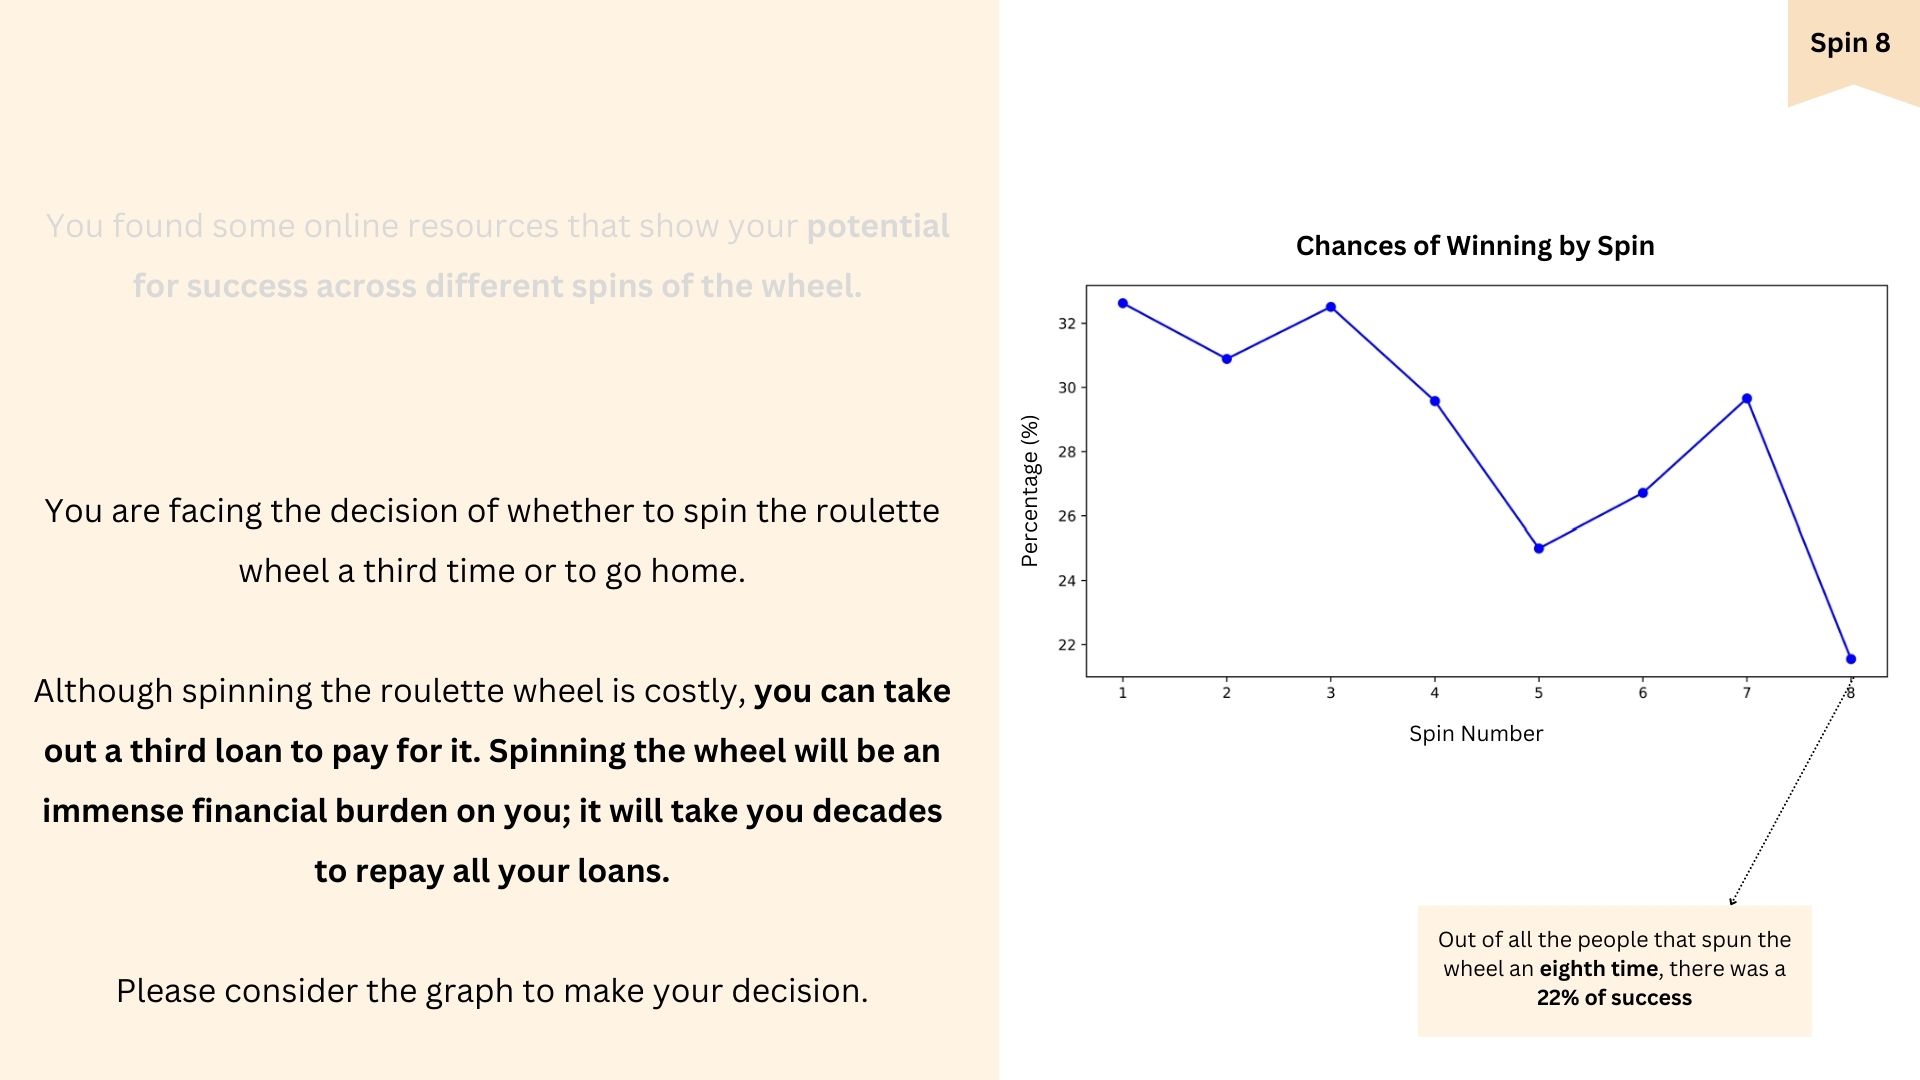 Spin 8
You found some online resources that show your potential
for success across different spins of the wheel.
You are facing the decision of whether to spin the roulette
wheel a third time or to go home.
Although spinning the roulette wheel is costly, you can take
out a third loan to pay for it. Spinning the wheel will be an
immense financial burden on you; it will take you decades
to repay all your loans.
Please consider the graph to make your decision.
Chances of Winning by Spin
Percentage (%)
32
30
28
26
24
22
1 2 3 4 5 6 7 8
Spin Number
Out of all the people that spun the
wheel an eighth time, there was a
22% of success